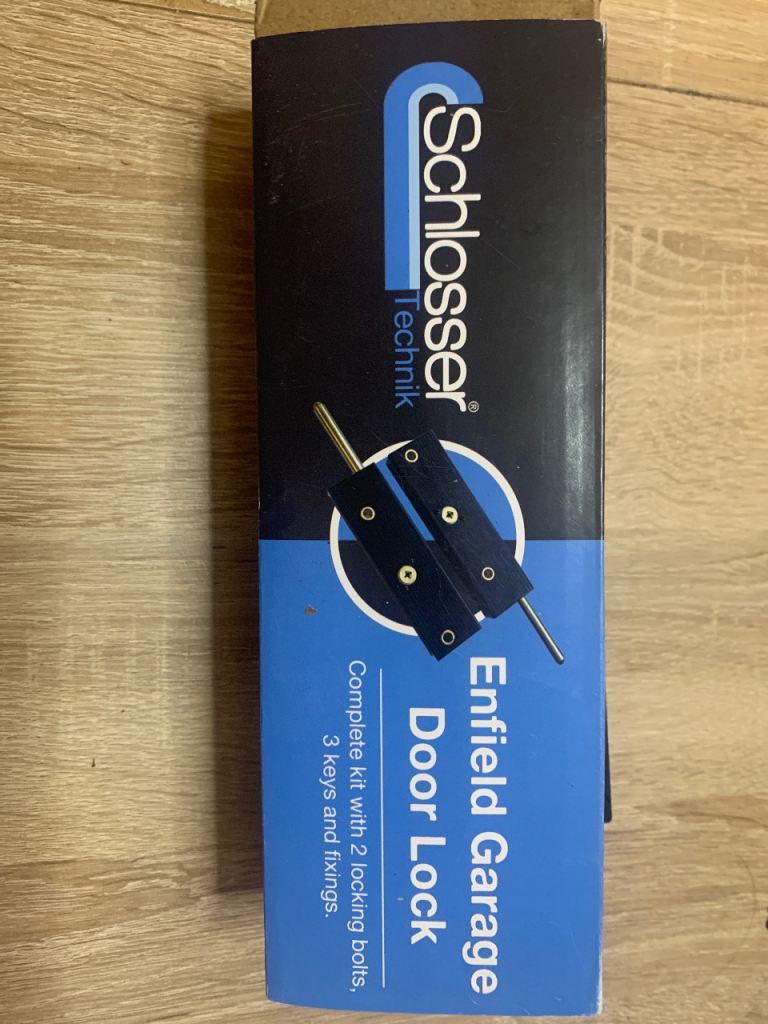 Schlosser®
Technik
Enfield Garage
Door Lock
Complete kit with 2 locking bolts,
3 keys and fixings.